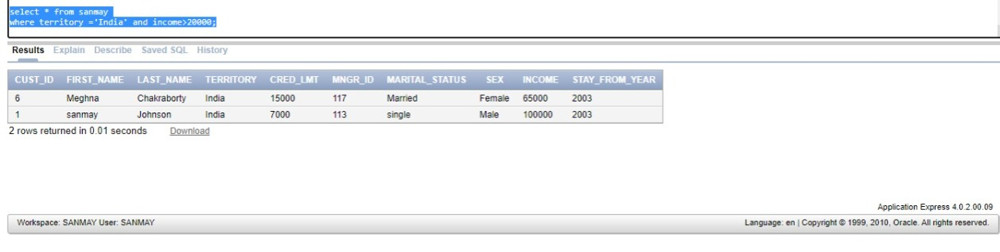 select * from sanmay
where territory ='India' and income>20000;
Results Explain Describe Saved SQL History
CUST_ID FIRST_NAME LAST_NAME TERRITORY CRED_LMT MNGR_ID MARITAL_STATUS SEX INCOME STAY_FROM_YEAR
6 Meghna Chakraborty India 15000 117 Married Female 65000 2003
1 sanmay Johnson India 7000 113 single Male 100000 2003
2 rows returned in 0.01 seconds Download
Application Express 4.0.2.00.09
Workspace: SANMAY User: SANMAY Language: en | Copyright © 1999, 2010, Oracle. All rights reserved.